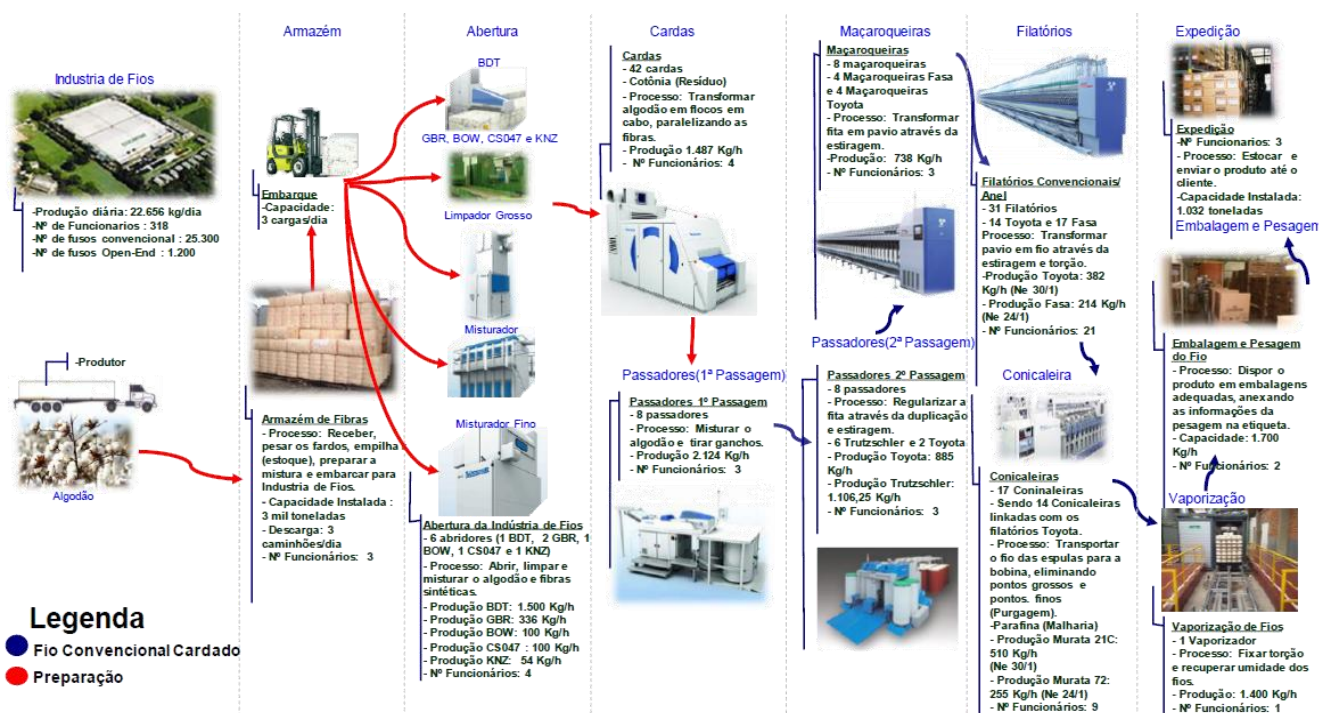 Industria de Fios
-Produção diária: 22.656 kg/dia
-Nº de Funcionarios : 318
-Nº de fusos convencional : 25.300
-Nº de fusos Open-End : 1.200
-Produtor
Algodão
Legenda
Fio Convencional Cardado
Preparação
Armazém
Embarque
-Capacidade:
3 cargas/dia
Armazém de Fibras
- Processo: Receber,
pesar os fardos, empilha
(estoque), preparar a
mistura e embarcar para
Industria de Fios.
- Capacidade Instalada :
3 mil toneladas
- Descarga: 3
caminhões/dia
- Nº Funcionários: 3
Abertura
BDT
GBR, BOW, CS047 e KNZ
Limpador Grosso
Misturador
Misturador Fino
Abertura da Indústria de Fios
- 6 abridores (1 BDT, 2 GBR, 1
BOW, 1 CS047 e 1 KNZ)
- Processo: Abrir, limpar e
misturar o algodão e fibras
sintéticas.
- Produção BDT: 1.500 Kg/h
- Produção GBR: 336 Kg/h
- Produção BOW: 100 Kg/h
- Produção CS047 : 100 Kg/h
- Produção KNZ: 54 Kg/h
- Nº Funcionários: 4
Cardas
Cardas
- 42 cardas
- Cotônia (Resíduo)
- Processo: Transformar
algodão em flocos em
cabo, paralelizando as
fibras.
- Produção 1.487 Kg/h
- Nº Funcionários: 4
Passadores(1ª Passagem)
Passadores 1º Passagem
- 8 passadores
- Processo: Misturar o
algodão e tirar ganchos.
- Produção 2.124 Kg/h
- Nº Funcionários: 3
Maçaroqueiras
Maçaroqueiras
- 8 maçaroqueiras
- 4 Maçaroqueiras Fasa
e 4 Maçaroqueiras
Toyota
- Processo: Transformar
fita em pavio através da
estiragem.
-Produção: 738 Kg/h
- Nº Funcionários: 3
Passadores(2ª Passagem)
Passadores 2º Passagem
- 8 passadores
- Processo: Regularizar a
fita através da duplicação
e estiragem.
- 6 Trutzschler e 2 Toyota
- Produção Toyota: 885
Kg/h
- Produção Trutzschler:
1.106,25 Kg/h
- Nº Funcionários: 3
Filatórios
Filatórios Convencionais/
Anel
- 31 Filatórios
- 14 Toyota e 17 Fasa
Processo: Transformar
pavio em fio através da
estiragem e torção.
-Produção Toyota: 382
Kg/h (Ne 30/1)
- Produção Fasa: 214 Kg/h
(Ne 24/1)
- Nº Funcionários: 21
Conicaleira
Conicaleiras
- 17 Coninaleiras
- Sendo 14 Conicaleiras
linkadas com os
filatórios Toyota.
- Processo: Transportar
o fio das espulas para a
bobina, eliminando
pontos grossos e
pontos. finos
(Purgagem).
-Parafina (Malharia)
- Produção Murata 21C:
510 Kg/h
(Ne 30/1)
- Produção Murata 72:
255 Kg/h (Ne 24/1)
- Nº Funcionários: 9
Expedição
Expedição
-Nº Funcionarios: 3
- Processo: Estocar e
enviar o produto até o
cliente.
-Capacidade Instalada:
1.032 toneladas
Embalagem e Pesagem
Embalagem e Pesagem
do Fio
- Processo: Dispor o
produto em embalagens
adequadas, anexando
as informações da
pesagem na etiqueta.
- Capacidade: 1.700
Kg/h
- Nº Funcionários: 2
Vaporização
Vaporização de Fios
- 1 Vaporizador
- Processo: Fixar torção
e recuperar umidade dos
fios.
- Produção: 1.400 Kg/h
- Nº Funcionários: 1